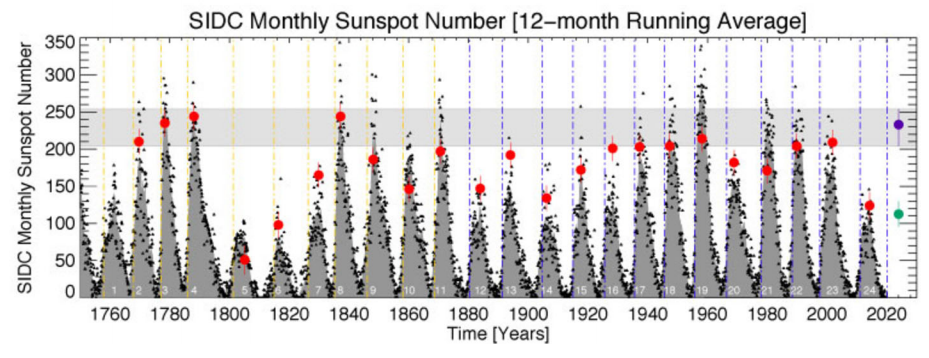 SIDC Monthly Sunspot Number [12−month Running Average]
SIDC Monthly Sunspot Number
350
300
250
200
150
100
50
0
1 2 3 4 5 6 7 8 9 10 11 12 13 14 15 16 17 18 19 20 21 22 23 24
1760 1780 1800 1820 1840 1860 1880 1900 1920 1940 1960 1980 2000 2020
Time [Years]